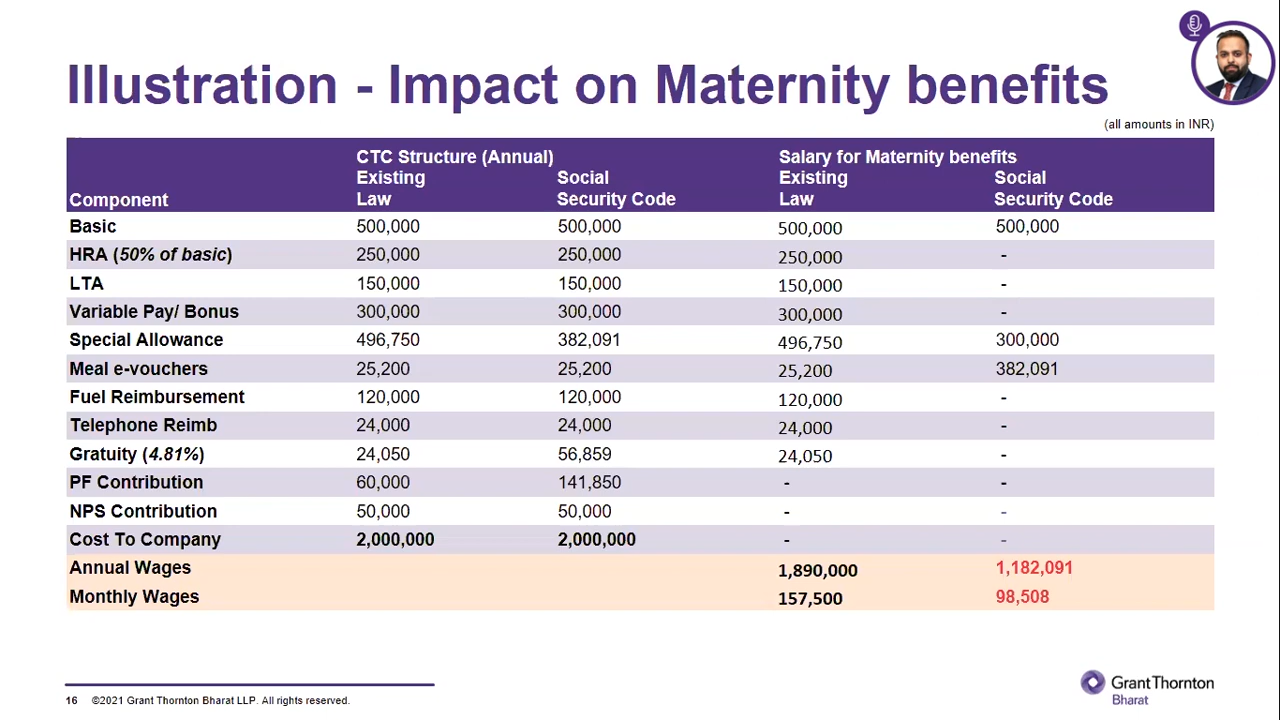 Illustration - Impact on Maternity benefits
(all amounts in INR)
CTC Structure (Annual) Salary for Maternity benefits
Existing Social Existing Social
Component Law Security Code Law Security Code
Basic 500,000 500,000 500,000 500,000
HRA (50% of basic) 250,000 250,000 250,000 -
LTA 150,000 150,000 150,000 -
Variable Pay/ Bonus 300,000 300,000 300,000 -
Special Allowance 496,750 382,091 496,750 300,000
Meal e-vouchers 25,200 25,200 25,200 382,091
Fuel Reimbursement 120,000 120,000 120,000 -
Telephone Reimb 24,000 24,000 24,000 -
Gratuity (4.81%) 24,050 56,859 24,050 -
PF Contribution 60,000 141,850 - -
NPS Contribution 50,000 50,000 - -
Cost To Company 2,000,000 2,000,000 - -
Annual Wages 1,890,000 1,182,091
Monthly Wages 157,500 98,508
16 ©2021 Grant Thornton Bharat LLP. All rights reserved.
GrantThornton
Bharat